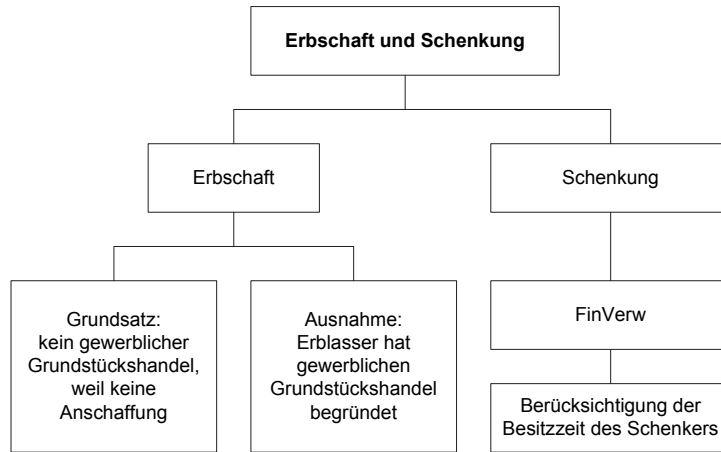 Erbschaft und Schenkung
Erbschaft
Schenkung
Grundsatz:
kein gewerblicher
Grundstückshandel,
weil keine
Anschaffung
Ausnahme:
Erblasser hat
gewerblichen
Grundstückshandel
begründet
FinVerw
Berücksichtigung der
Besitzzeit des Schenkers